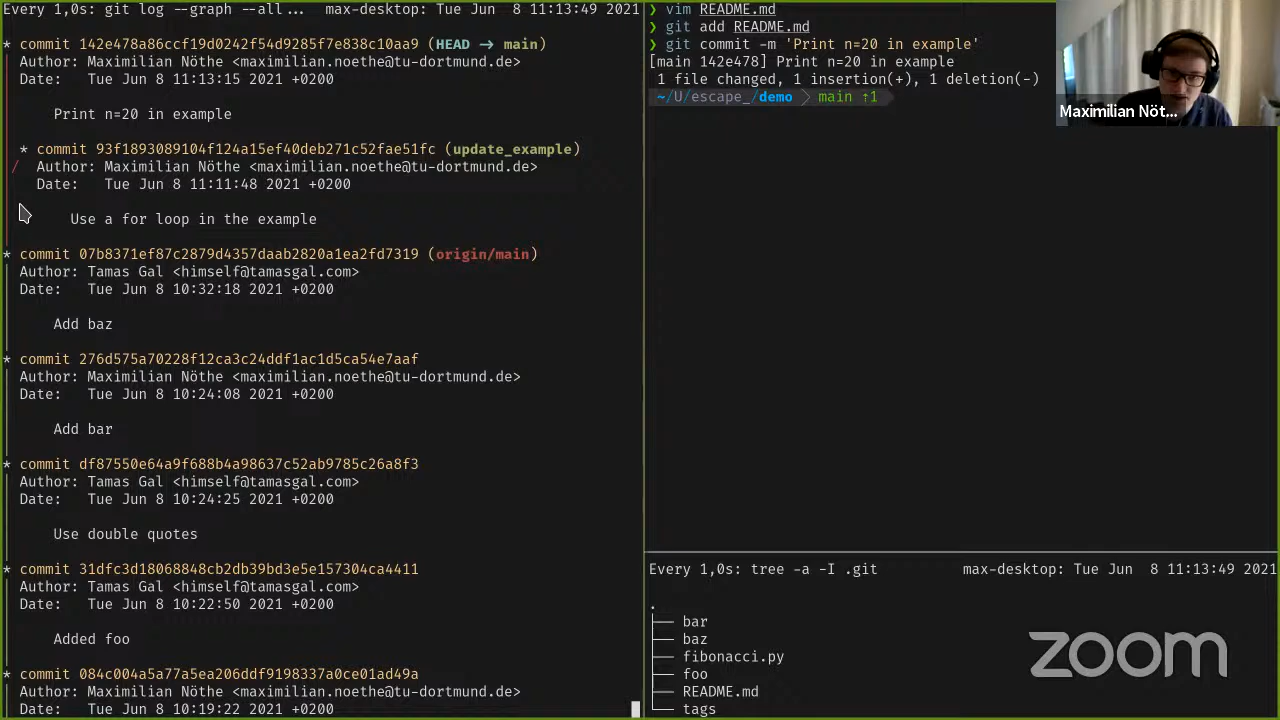 Every 1,0s: git log --graph --all... max-desktop: Tue Jun 8 11:13:49 2021
* commit 142e478a86ccf19d0242f54d9285f7e838c10aa9 (HEAD → main)
Author: Maximilian Nöthe <maximilian.noethe@tu-dortmund.de>
Date: Tue Jun 8 11:13:15 2021 +0200
Print n=20 in example
* commit 93f1893089104f124a15ef40deb271c52fae51fc (update_example)
Author: Maximilian Nöthe <maximilian.noethe@tu-dortmund.de>
Date: Tue Jun 8 11:11:48 2021 +0200
Use a for loop in the example
* commit 07b8371ef87c2879d4357daab2820a1ea2fd7319 (origin/main)
Author: Tamas Gal <himself@tamasgal.com>
Date: Tue Jun 8 10:32:18 2021 +0200
Add baz
* commit 276d575a70228f12ca3c24ddf1ac1d5ca54e7aaf
Author: Maximilian Nöthe <maximilian.noethe@tu-dortmund.de>
Date: Tue Jun 8 10:24:08 2021 +0200
Add bar
* commit df87550e64a9f688b4a98637c52ab9785c26a8f3
Author: Tamas Gal <himself@tamasgal.com>
Date: Tue Jun 8 10:24:25 2021 +0200
Use double quotes
* commit 31dfc3d18068848cb2db39bd3e5e157304ca4411
Author: Tamas Gal <himself@tamasgal.com>
Date: Tue Jun 8 10:22:50 2021 +0200
Added foo
* commit 084c004a5a77a5ea206ddf9198337a0ce01ad49a
Author: Maximilian Nöthe <maximilian.noethe@tu-dortmund.de>
Date: Tue Jun 8 10:19:22 2021 +0200
❯ vim README.md
❯ git add README.md
❯ git commit -m 'Print n=20 in example'
[main 142e478] Print n=20 in example
1 file changed, 1 insertion(+), 1 deletion(-)
~/U/escape_/demo main ⇡1
Maximilian Nöt...
Every 1,0s: tree -a -I .git max-desktop: Tue Jun 8 11:13:49 2021
.
├── bar
├── baz
├── fibonacci.py
├── foo
├── README.md
└── tags
zoom